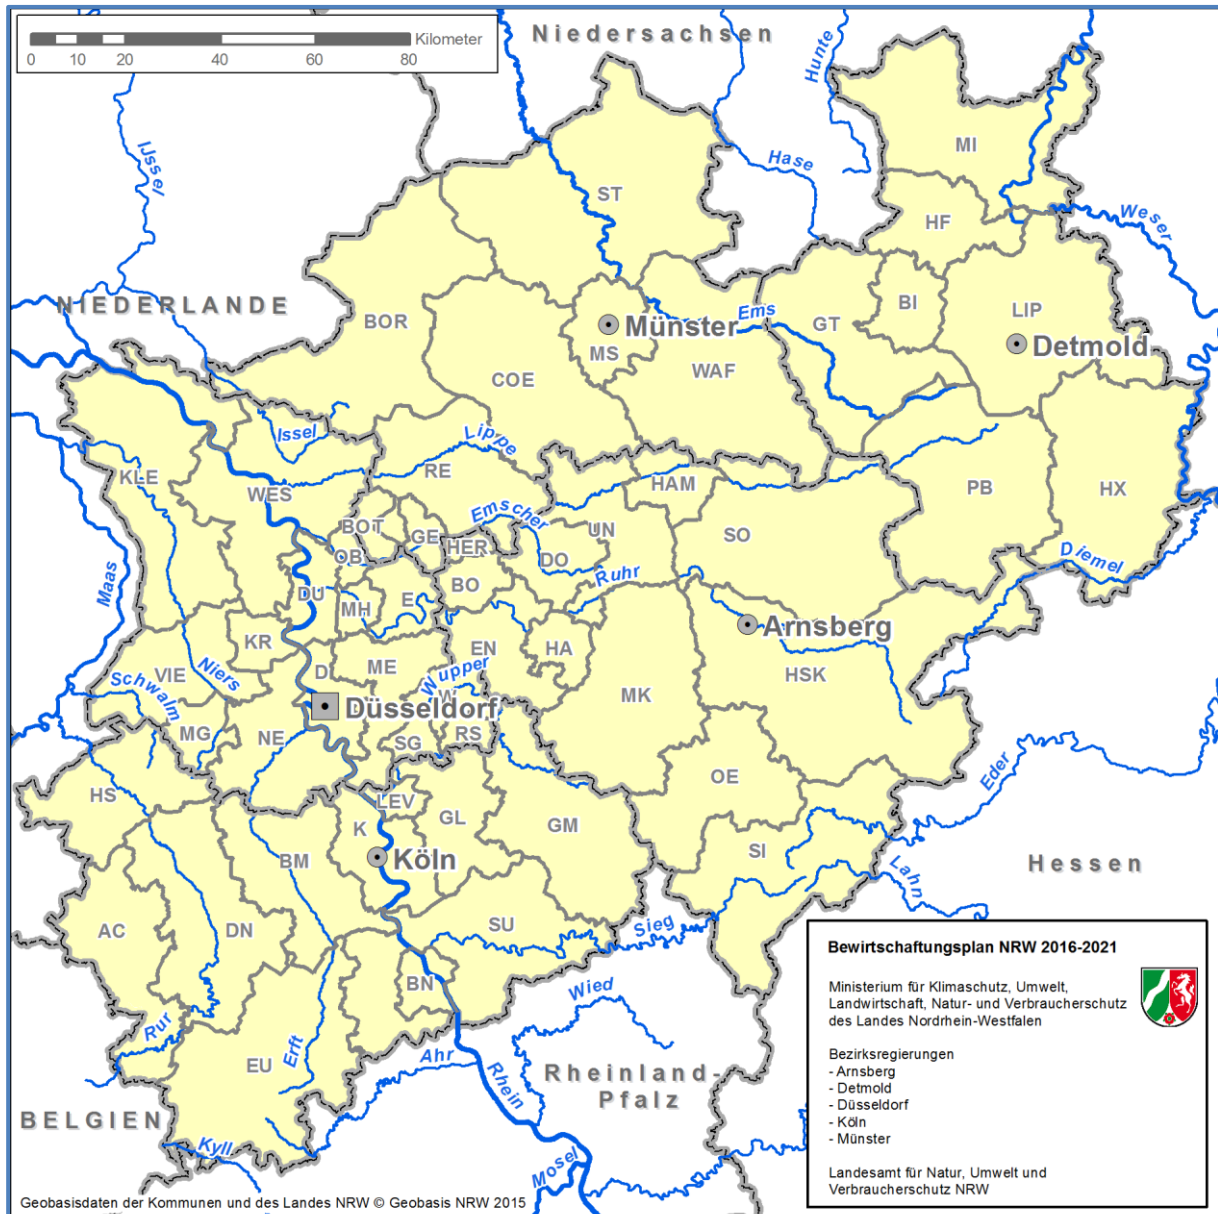 Kilometer
0 10 20 40 60 80
Niedersachsen
Hunte
IJssel
Hase
MI
ST
HF
Weser
NIEDERLANDE
BOR
Münster
MS
Ems
GT
BI
LIP
Detmold
COE
WAF
Issel
Lippe
KLE
WES
RE
HAM
PB
HX
BOT
GE
Emscher
HER
UN
SO
OB
DO
Diemel
Maas
DU
MH
E
BO
Ruhr
Arnsberg
KR
EN
HA
VIE
Niers
D
ME
Wupper
W
MK
HSK
Schwalm
Düsseldorf
MG
NE
SG
RS
OE
Eder
HS
LEV
K
GL
GM
Köln
BM
SI
Lahn
Hessen
AC
DN
SU
Sieg
BN
Wied
Rur
Erft
EU
Ahr
Rhein
Rheinland-
Pfalz
BELGIEN
Kyll
Mosel
Bewirtschaftungsplan NRW 2016-2021
Ministerium für Klimaschutz, Umwelt,
Landwirtschaft, Natur- und Verbraucherschutz
des Landes Nordrhein-Westfalen
Bezirksregierungen
- Arnsberg
- Detmold
- Düsseldorf
- Köln
- Münster
Landesamt für Natur, Umwelt und
Verbraucherschutz NRW
Geobasisdaten der Kommunen und des Landes NRW © Geobasis NRW 2015